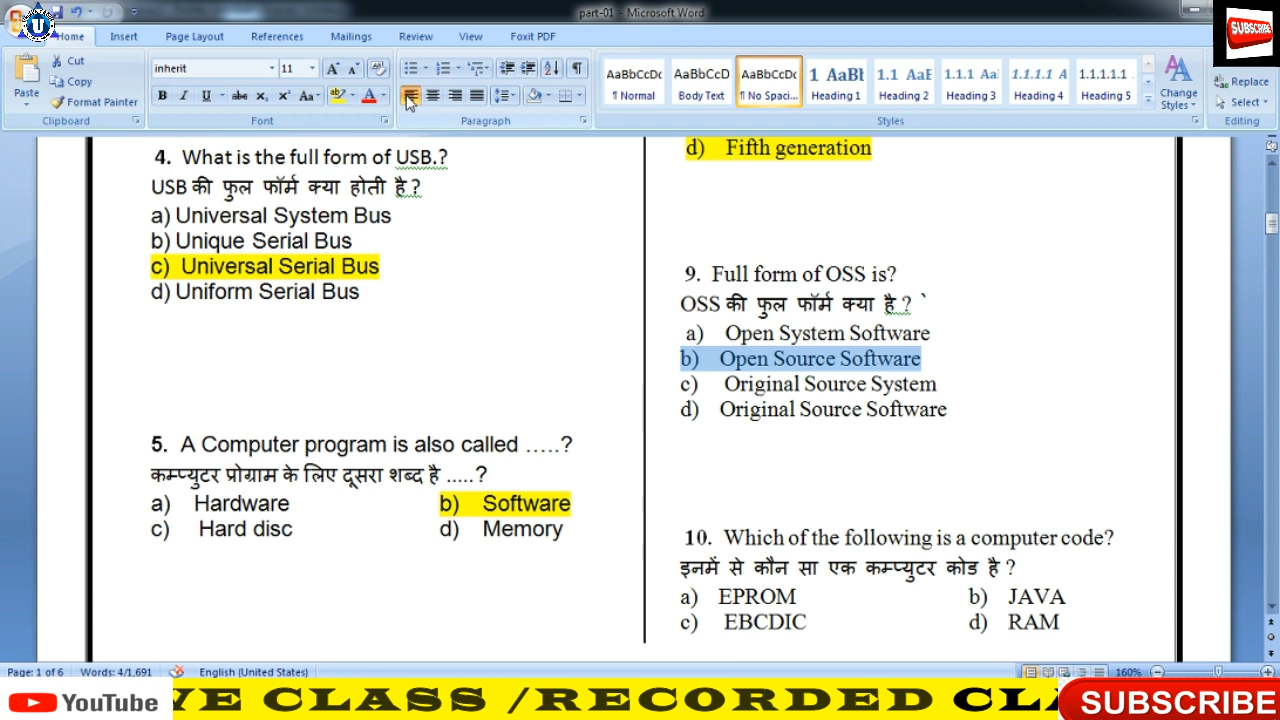 part-01 - Microsoft Word
U
SUBSCRIBE
Home Insert Page Layout References Mailings Review View Foxit PDF
Paste
Cut
Copy
Format Painter
Clipboard
inherit 11
B I U abc x₂ x² Aa
Font
Paragraph
AaBbCcDc AaBbCcD AaBbCcDc 1 AaBb 1.1 AaE 1.1.1 Aa 1.1.1.1 A 1.1.1.1.1
¶ Normal Body Text ¶ No Spaci... Heading 1 Heading 2 Heading 3 Heading 4 Heading 5
Change Styles
Styles
Replace
Select
Editing
4. What is the full form of USB.?
USB की फुल फॉर्म क्या होती है ?
a) Universal System Bus
b) Unique Serial Bus
c) Universal Serial Bus
d) Uniform Serial Bus
5. A Computer program is also called …..?
कम्प्युटर प्रोग्राम के लिए दूसरा शब्द है .....?
a) Hardware b) Software
c) Hard disc d) Memory
d) Fifth generation
9. Full form of OSS is?
OSS की फुल फॉर्म क्या है ? `
a) Open System Software
b) Open Source Software
c) Original Source System
d) Original Source Software
10. Which of the following is a computer code?
इनमें से कौन सा एक कम्प्युटर कोड है ?
a) EPROM b) JAVA
c) EBCDIC d) RAM
Page: 1 of 6 Words: 4/1,691 English (United States) 160%
YouTube VE CLASS /RECORDED CLA SUBSCRIBE